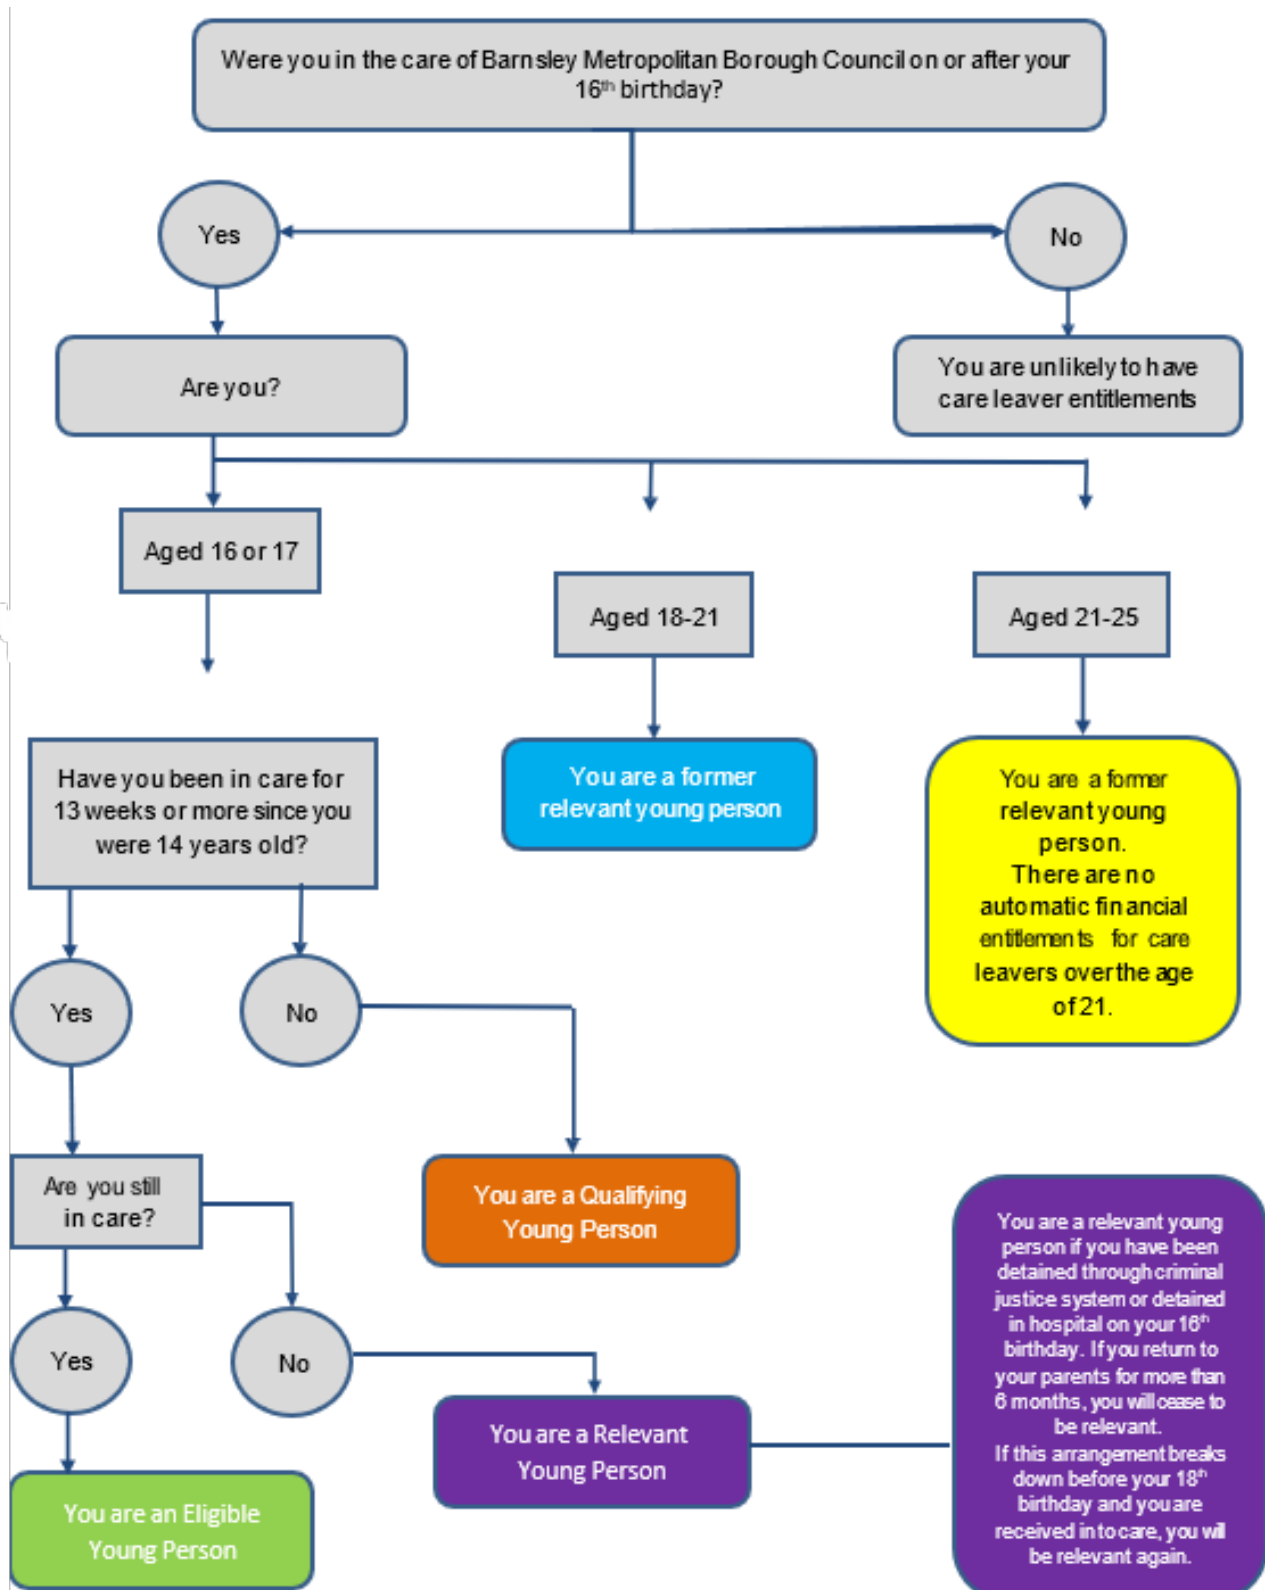 Were you in the care of Barnsley Metropolitan Borough Council on or after your
16th birthday?
Yes
No
Are you?
You are unlikely to have
care leaver entitlements
Aged 16 or 17
Aged 18-21
Aged 21-25
Have you been in care for
13 weeks or more since you
were 14 years old?
You are a former
relevant young person
You are a former
relevant young
person.
There are no
automatic financial
entitlements for care
leavers over the age
of 21.
Yes
No
Are you still
in care?
You are a Qualifying
Young Person
Yes
No
You are a Relevant
Young Person
You are a relevant young
person if you have been
detained through criminal
justice system or detained
in hospital on your 16th
birthday. If you return to
your parents for more than
6 months, you will cease to
be relevant.
If this arrangement breaks
down before your 18th
birthday and you are
received in to care, you will
be relevant again.
You are an Eligible
Young Person